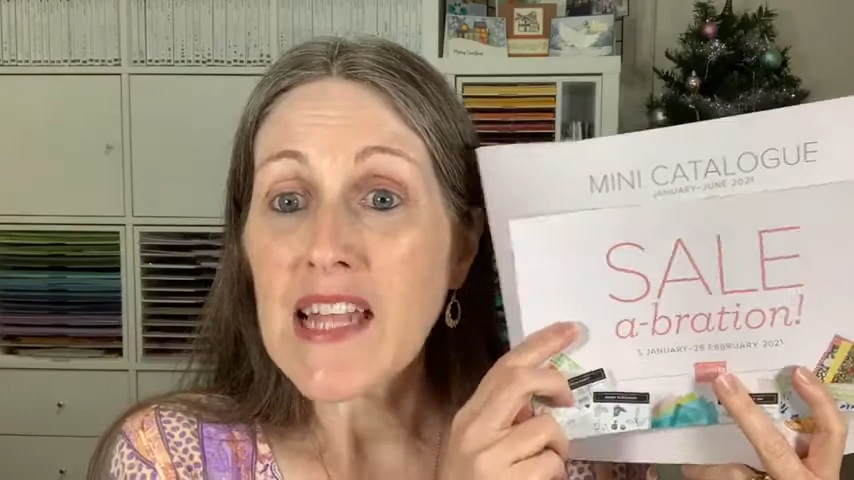 MINI CATALOGUE
JANUARY–JUNE 2021
SALE
a-bration!
5 JANUARY–28 FEBRUARY 2021